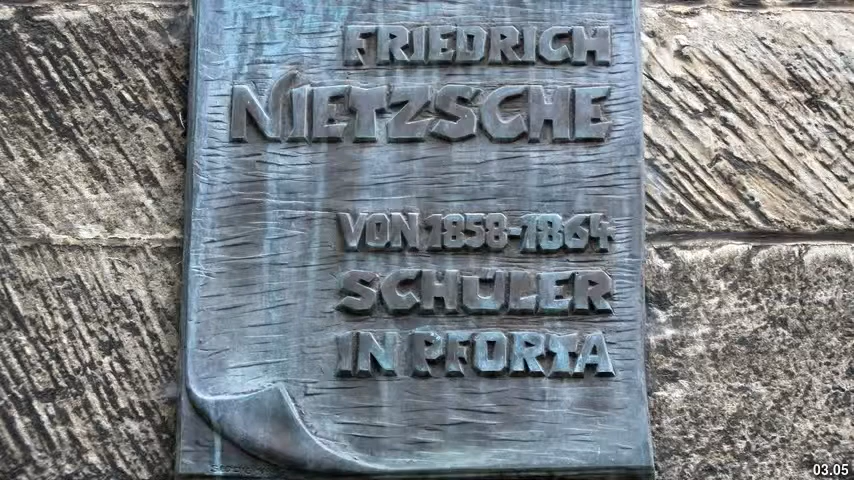 FRIEDRICH
NIETZSCHE
VON 1858-1864
SCHÜLER
IN PFORTA
03.05